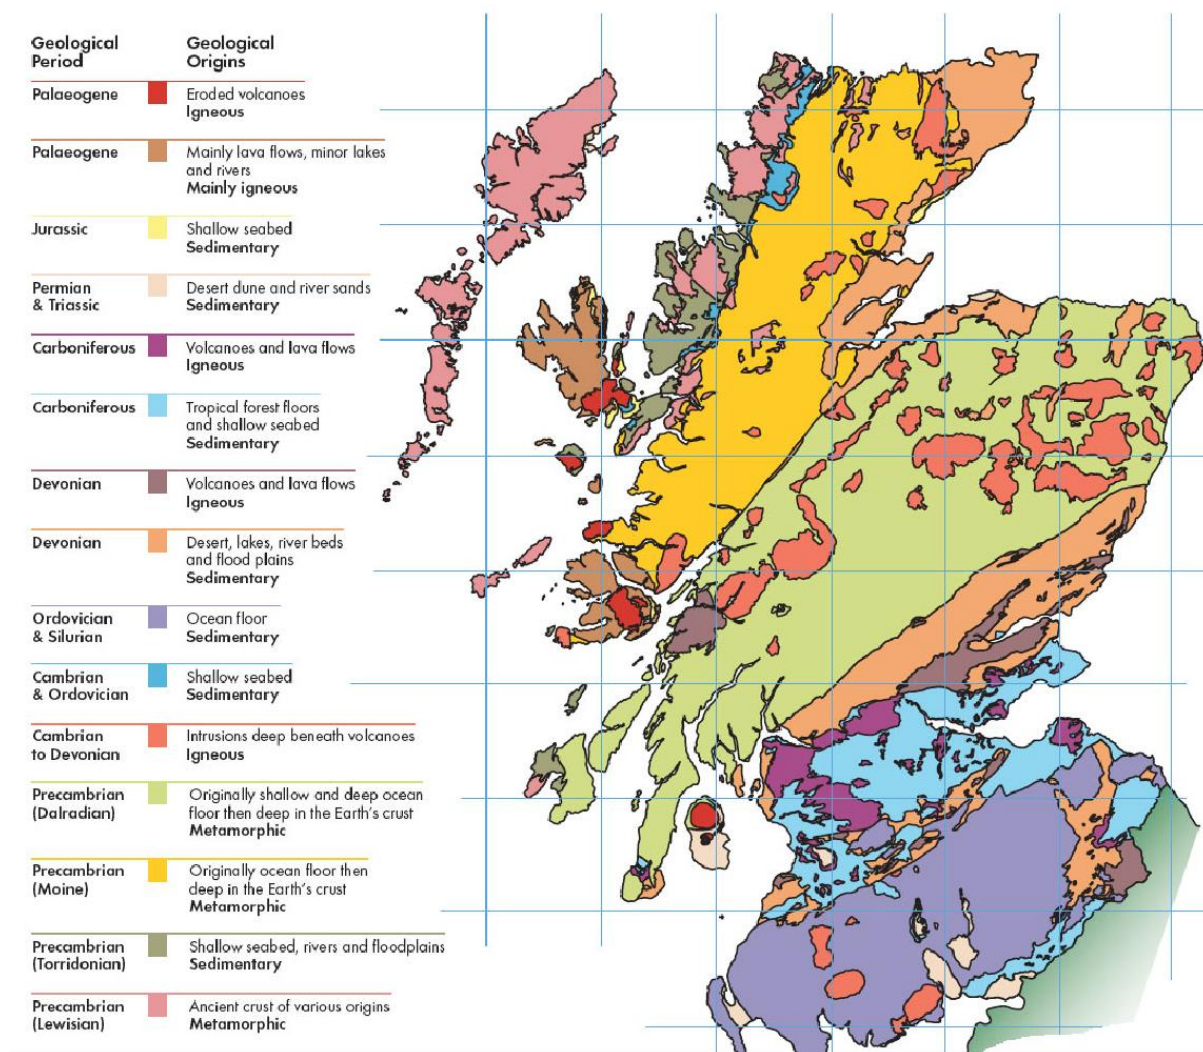 Geological
Period
Geological
Origins
Palaeogene
Eroded volcanoes
Igneous
Palaeogene
Mainly lava flows, minor lakes
and rivers
Mainly igneous
Jurassic
Shallow seabed
Sedimentary
Permian
& Triassic
Desert dune and river sands
Sedimentary
Carboniferous
Volcanoes and lava flows
Igneous
Carboniferous
Tropical forest floors
and shallow seabed
Sedimentary
Devonian
Volcanoes and lava flows
Igneous
Devonian
Desert, lakes, river beds
and flood plains
Sedimentary
Ordovician
& Silurian
Ocean floor
Sedimentary
Cambrian
& Ordovician
Shallow seabed
Sedimentary
Cambrian
to Devonian
Intrusions deep beneath volcanoes
Igneous
Precambrian
(Dalradian)
Originally shallow and deep ocean
floor then deep in the Earth's crust
Metamorphic
Precambrian
(Moine)
Originally ocean floor then
deep in the Earth's crust
Metamorphic
Precambrian
(Torridonian)
Shallow seabed, rivers and floodplains
Sedimentary
Precambrian
(Lewisian)
Ancient crust of various origins
Metamorphic